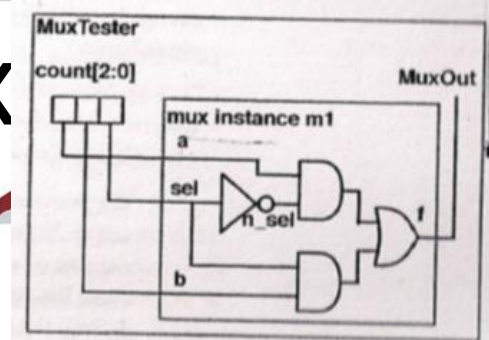 MuxTester
count[2:0]
MuxOut
mux instance m1
a
sel
n_sel
f
b